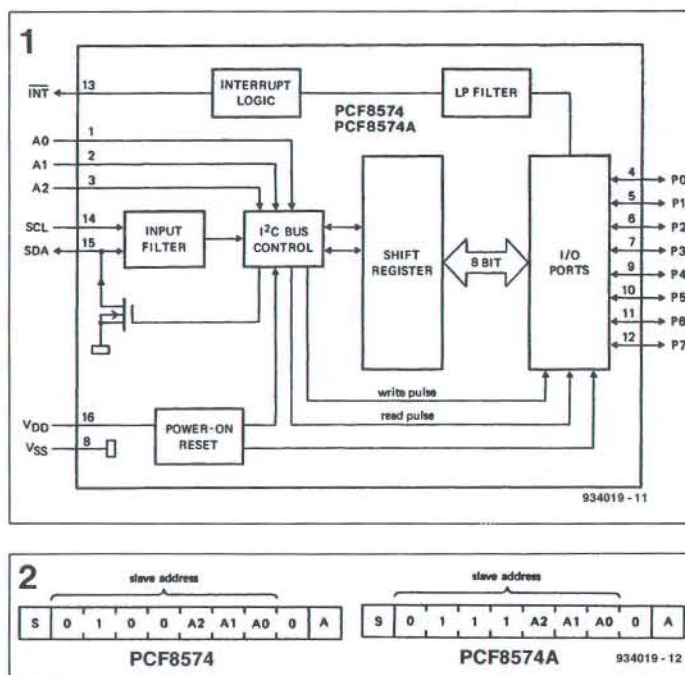 1
INT
13
INTERRUPT
LOGIC
LP FILTER
PCF8574
PCF8574A
A0
1
A1
2
A2
3
SCL
14
SDA
15
INPUT
FILTER
I²C BUS
CONTROL
SHIFT
REGISTER
8 BIT
I/O
PORTS
4
P0
5
P1
6
P2
7
P3
9
P4
10
P5
11
P6
12
P7
write pulse
read pulse
VDD
16
VSS
8
POWER-ON
RESET
934019 - 11
2
slave address
S 0 1 0 0 A2 A1 A0 0 A
PCF8574
slave address
S 0 1 1 1 A2 A1 A0 0 A
PCF8574A
934019 - 12